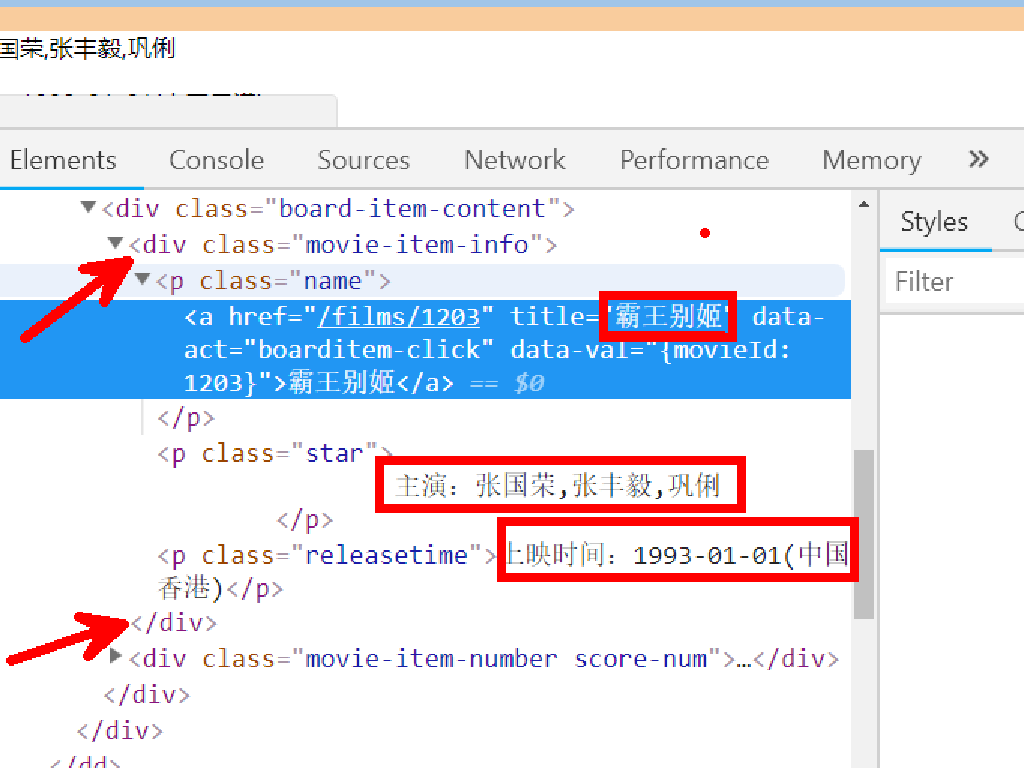 国荣,张丰毅,巩俐
Elements Console Sources Network Performance Memory »
▼<div class="board-item-content">
▼<div class="movie-item-info">
▼<p class="name">
<a href="/films/1203" title="霸王别姬" data-
act="boarditem-click" data-val="{movieId:
1203}">霸王别姬</a> == $0
</p>
<p class="star">
主演：张国荣,张丰毅,巩俐
</p>
<p class="releasetime">上映时间：1993-01-01(中国
香港)</p>
</div>
▶<div class="movie-item-number score-num">…</div>
</div>
</div>
</dd>
Styles
Filter